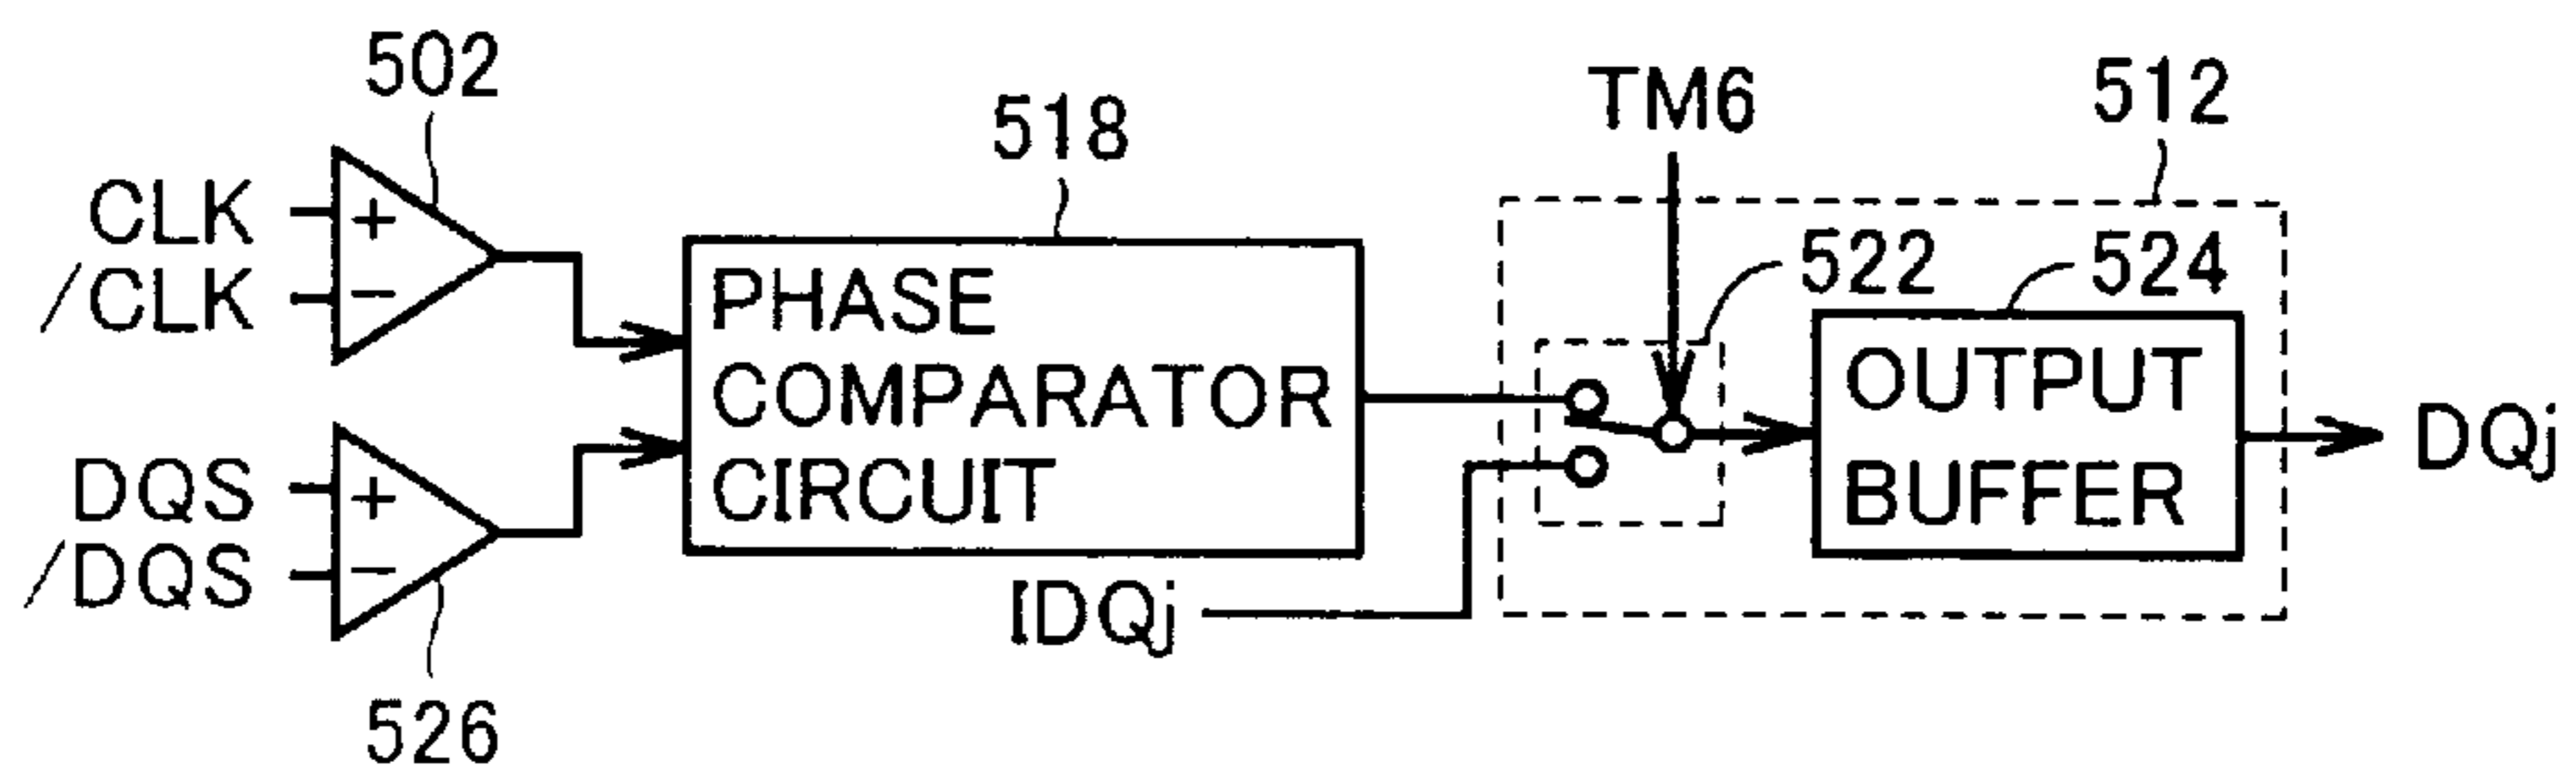 502
518
TM6
512
CLK
/CLK
+
−
PHASE
COMPARATOR
CIRCUIT
522
524
OUTPUT
BUFFER
DQj
DQS
/DQS
+
−
IDQj
526